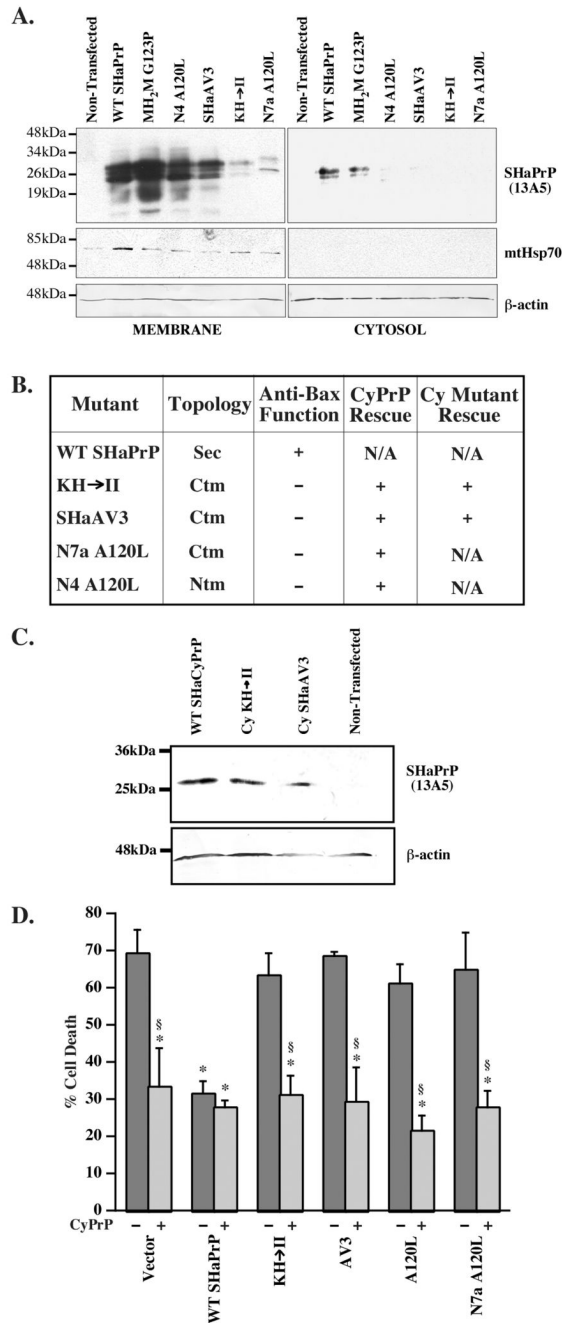 A.
Non-Transfected
WT SHaPrP
MH2M G123P
N4 A120L
SHaAV3
KH→II
N7a A120L
Non-Transfected
WT SHaPrP
MH2M G123P
N4 A120L
SHaAV3
KH→II
N7a A120L
48kDa
34kDa
26kDa
19kDa
SHaPrP
(13A5)
85kDa
48kDa
mtHsp70
48kDa
β-actin
MEMBRANE CYTOSOL
B.
Mutant Topology Anti-Bax Function CyPrP Rescue Cy Mutant Rescue
WT SHaPrP Sec + N/A N/A
KH→II Ctm – + +
SHaAV3 Ctm – + +
N7a A120L Ctm – + N/A
N4 A120L Ntm – + N/A
C.
WT SHaCyPrP
Cy KH→II
Cy SHaAV3
Non-Transfected
36kDa
25kDa
SHaPrP
(13A5)
48kDa
β-actin
D.
% Cell Death
80
70
60
50
40
30
20
10
0
§
*
*
*
§
*
§
*
§
*
§
*
CyPrP – + – + – + – + – + – +
Vector
WT SHaPrP
KH→II
AV3
A120L
N7a A120L